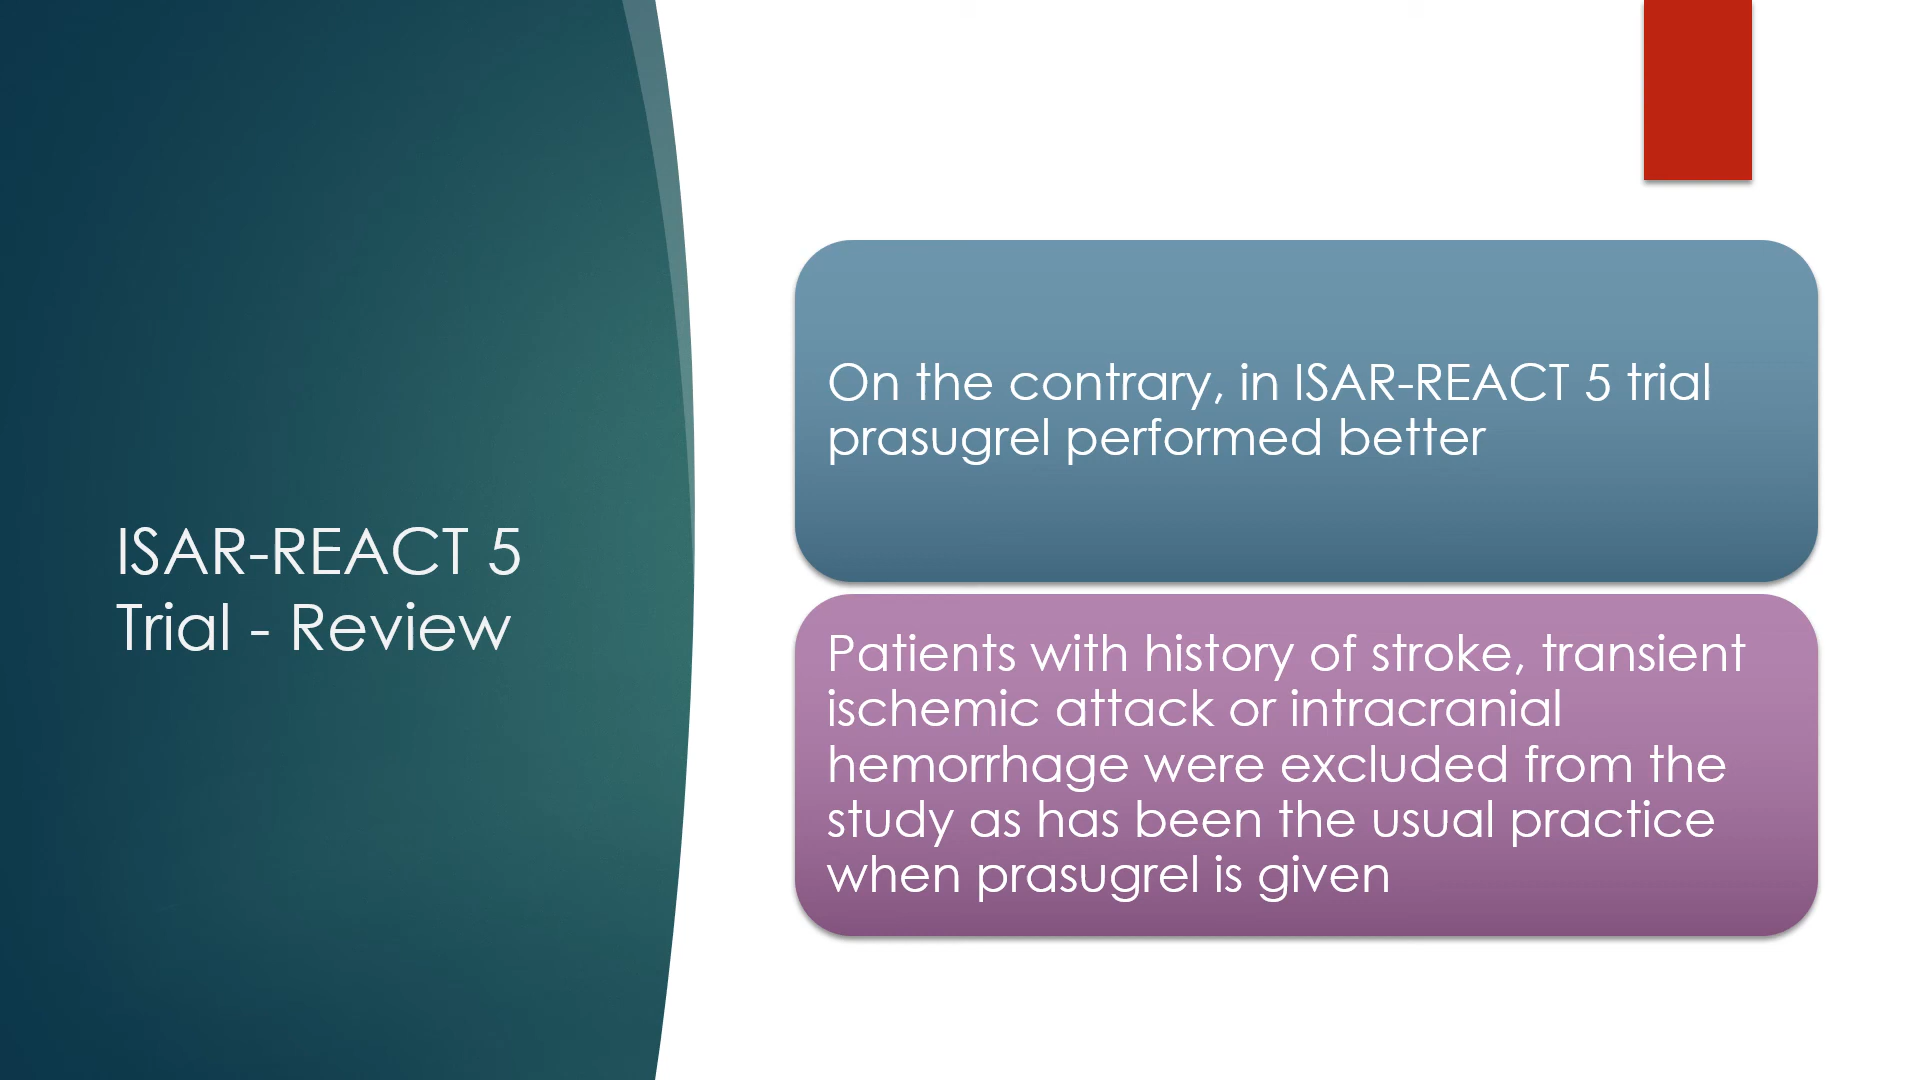 ISAR-REACT 5
Trial - Review
On the contrary, in ISAR-REACT 5 trial
prasugrel performed better
Patients with history of stroke, transient
ischemic attack or intracranial
hemorrhage were excluded from the
study as has been the usual practice
when prasugrel is given